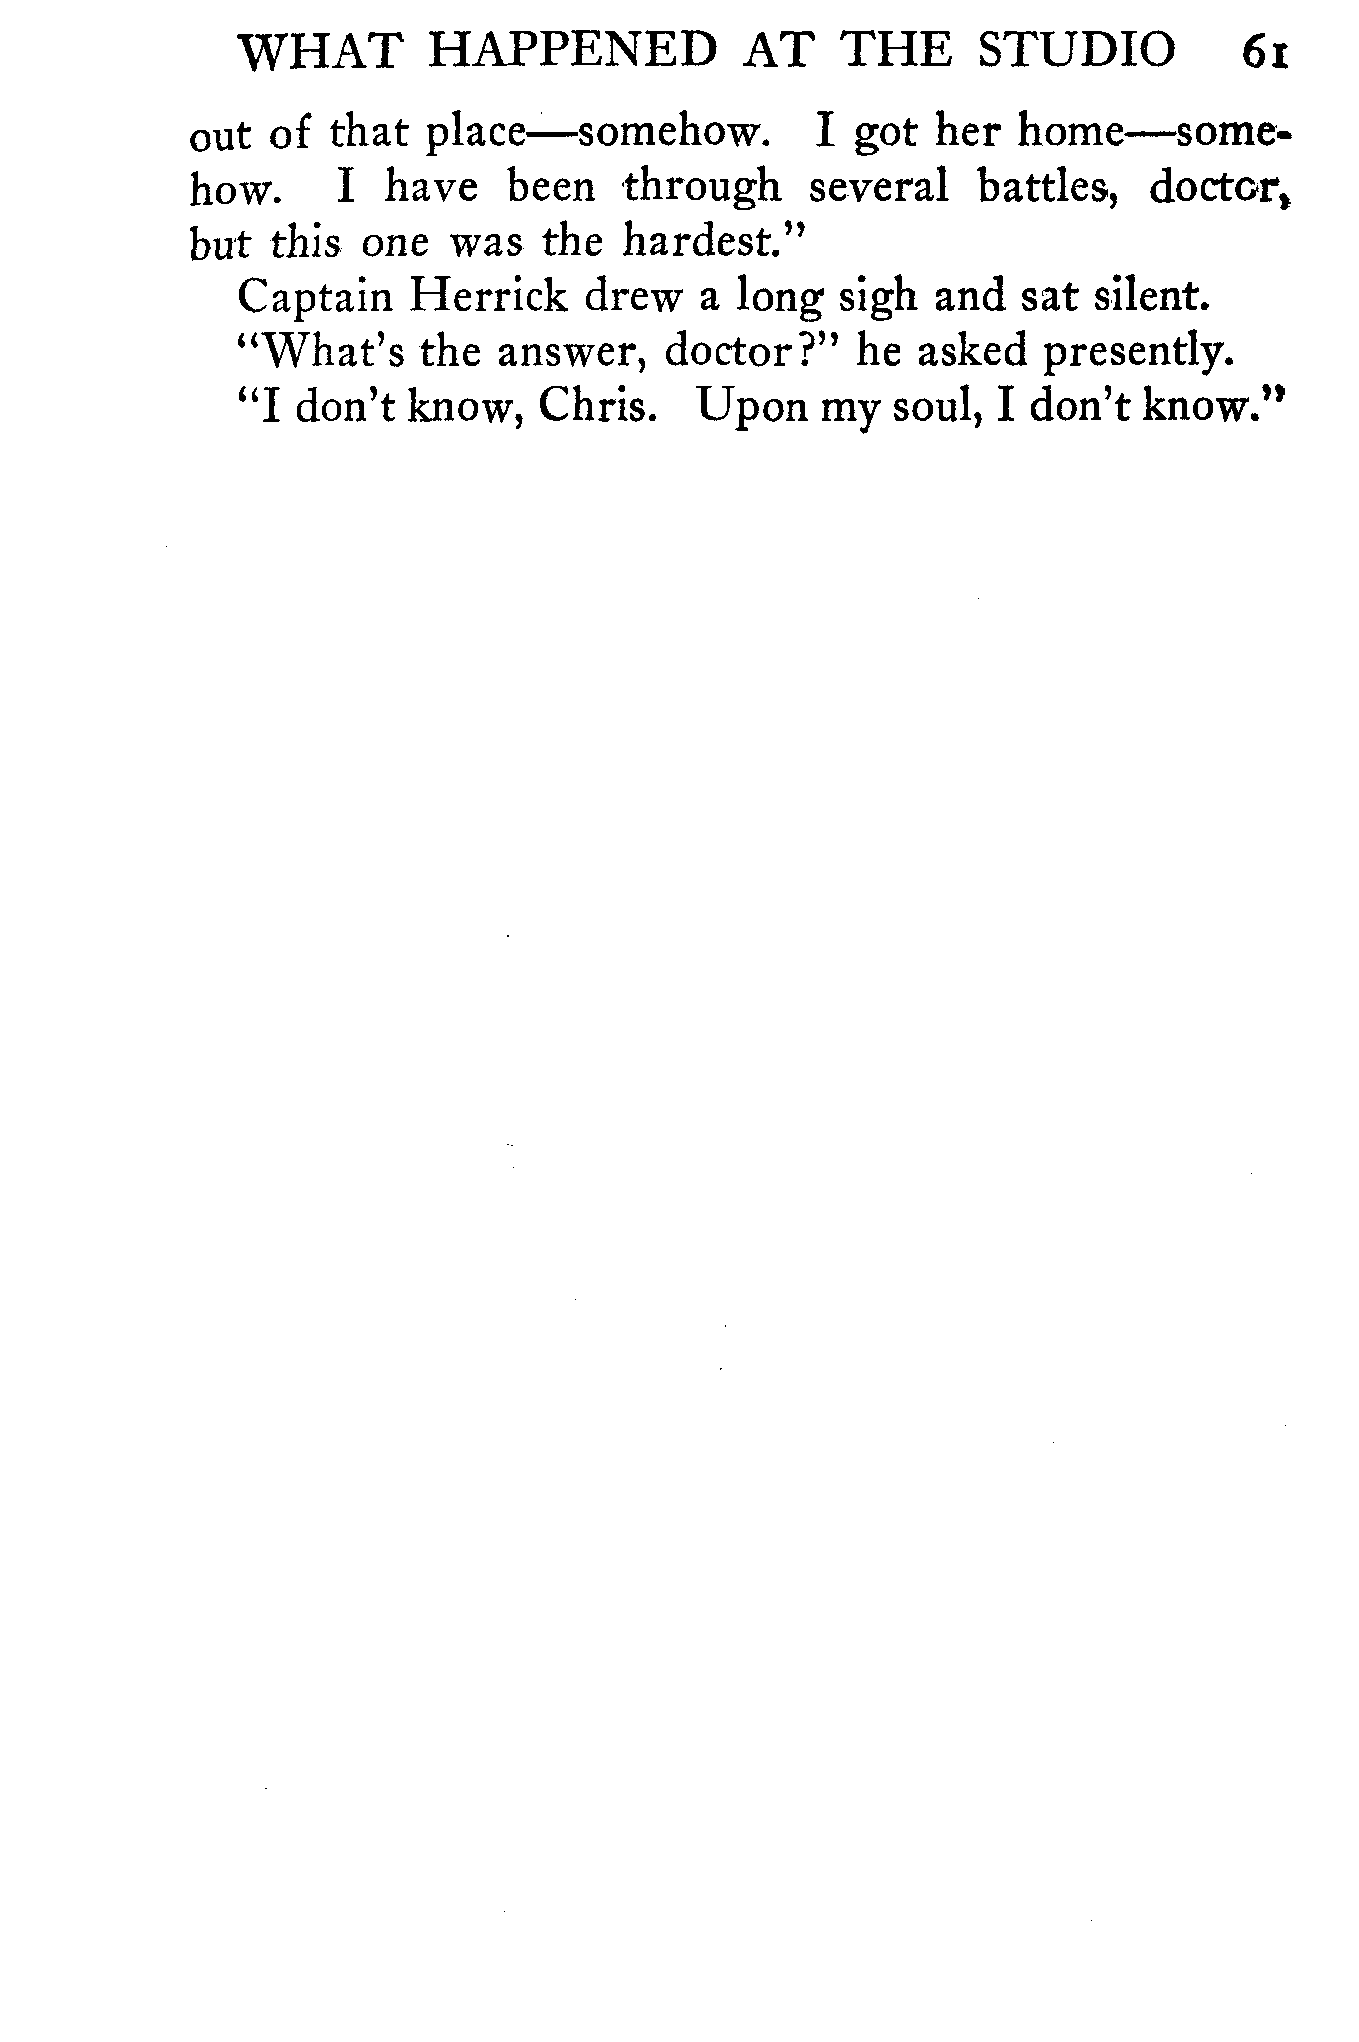 WHAT HAPPENED AT THE STUDIO 61
out of that place—somehow. I got her home—some-
how. I have been through several battles, doctor,
but this one was the hardest."
Captain Herrick drew a long sigh and sat silent.
"What's the answer, doctor?" he asked presently.
"I don't know, Chris. Upon my soul, I don't know."